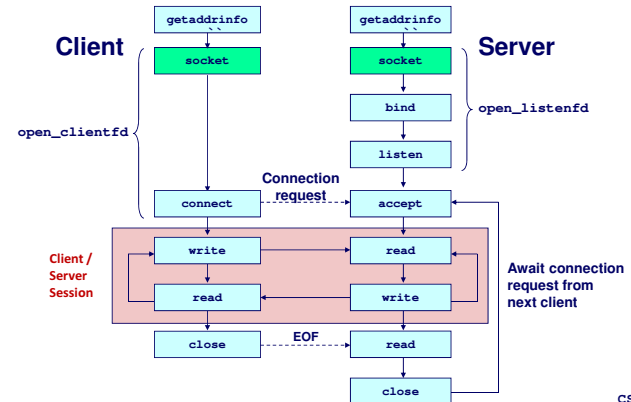 getaddrinfo
getaddrinfo
Client
Server
socket
socket
open_clientfd
bind
open_listenfd
listen
Connection
request
connect
accept
Client /
Server
Session
write
read
Await connection
request from
next client
read
write
close
EOF
read
close
CS